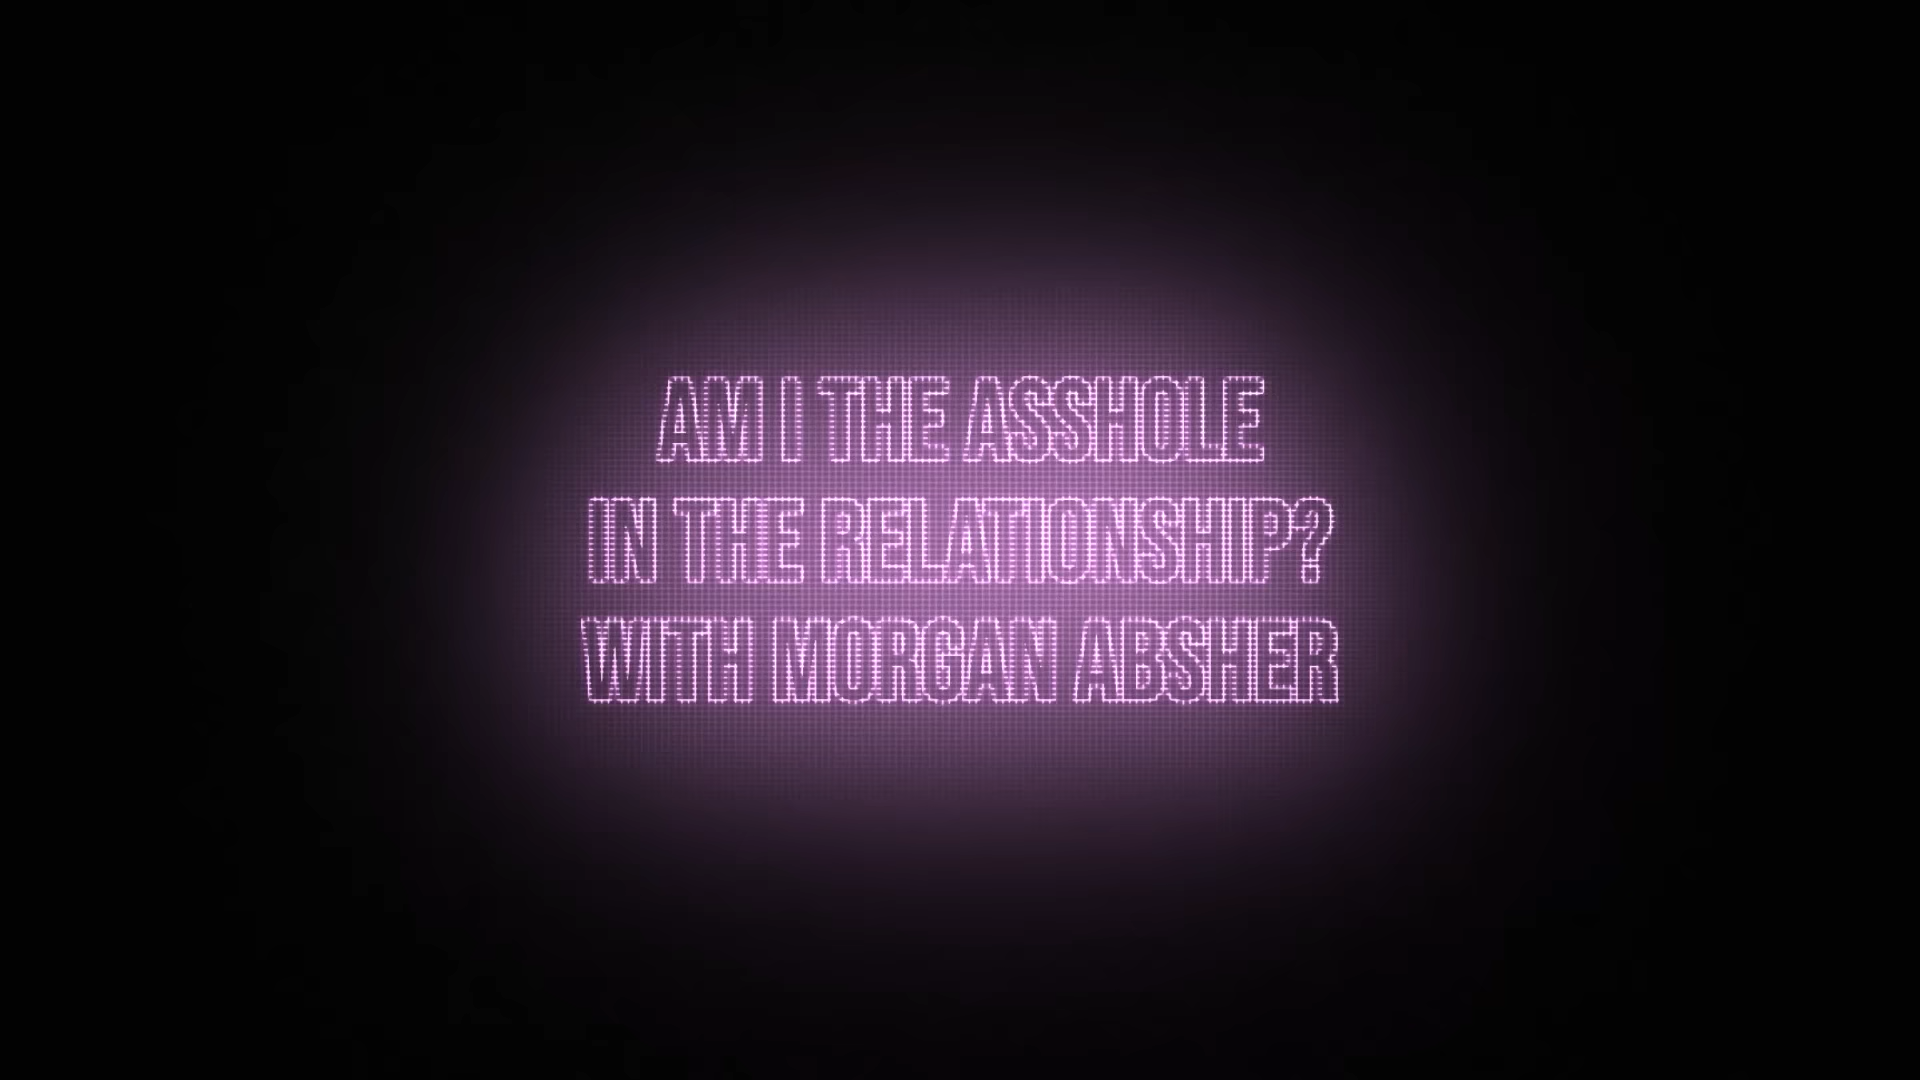 AM I THE ASSHOLE
IN THE RELATIONSHIP?
WITH MORGAN ABSHER